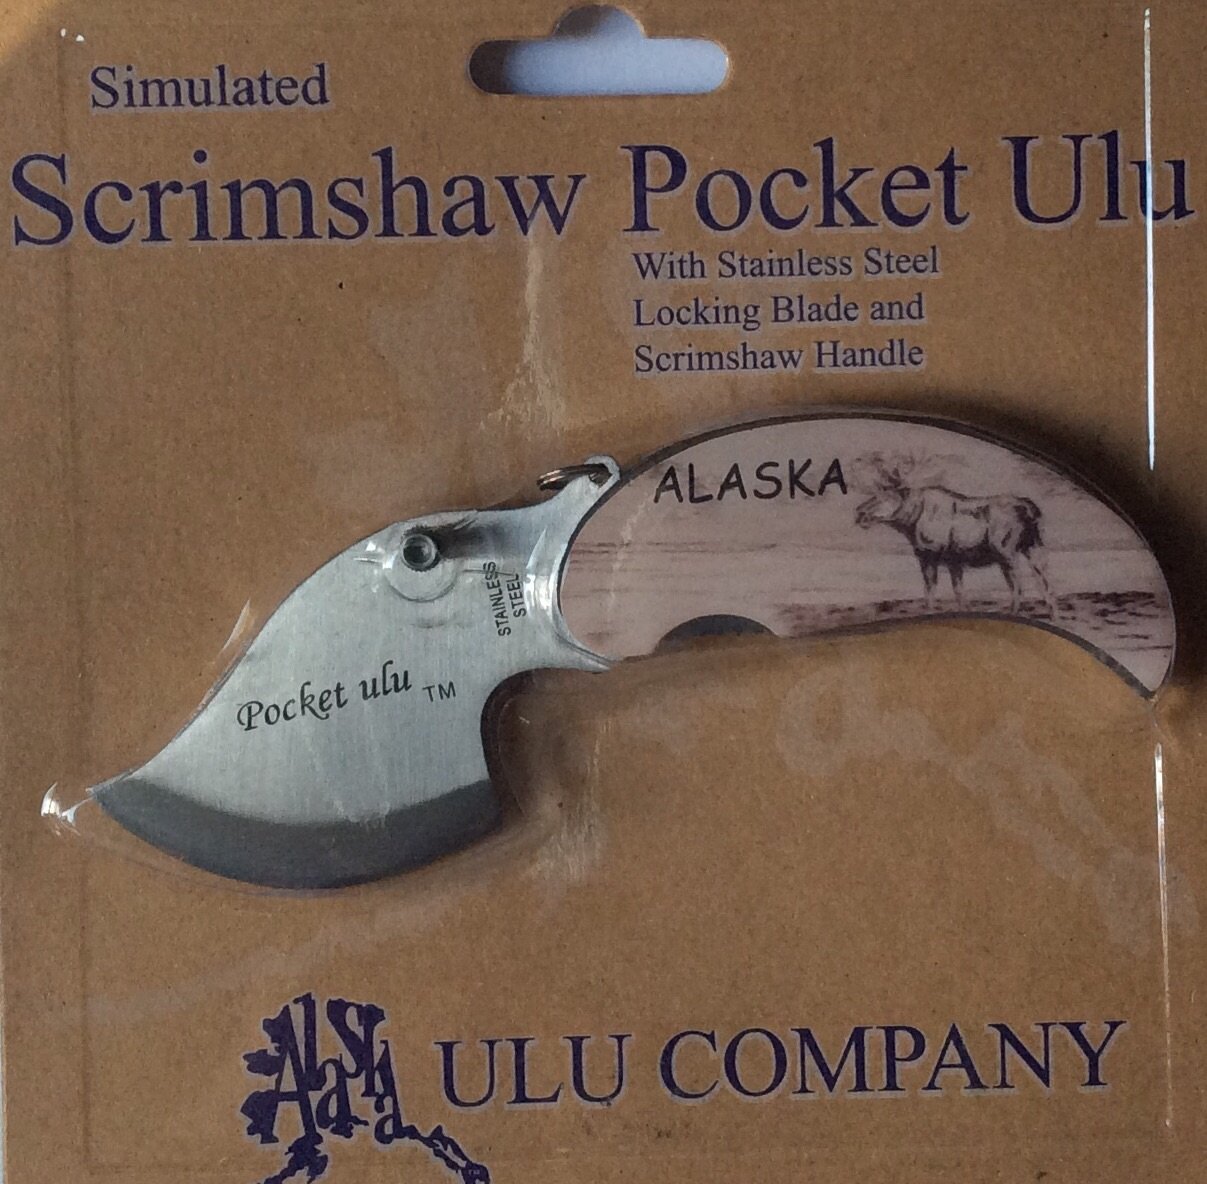 Simulated
Scrimshaw Pocket Ulu
With Stainless Steel
Locking Blade and
Scrimshaw Handle
ALASKA
STAINLESS
STEEL
Pocket ulu TM
Alaska ULU COMPANY